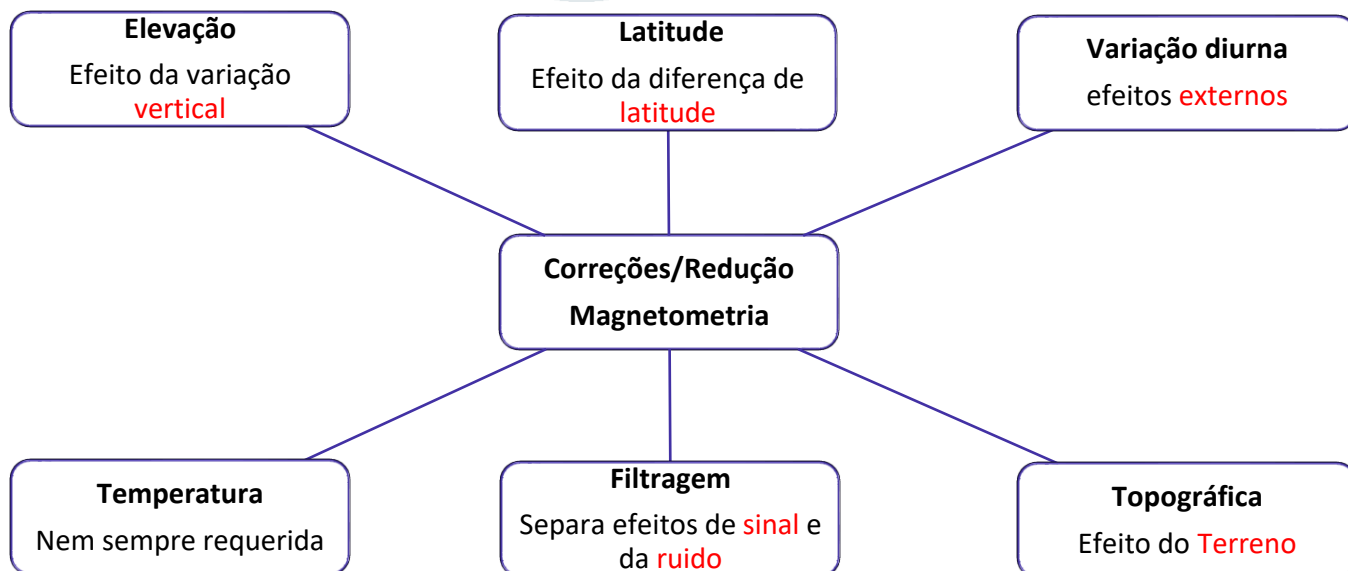 Elevação
Efeito da variação
vertical
Latitude
Efeito da diferença de
latitude
Variação diurna
efeitos externos
Correções/Redução
Magnetometria
Temperatura
Nem sempre requerida
Filtragem
Separa efeitos de sinal e
da ruido
Topográfica
Efeito do Terreno